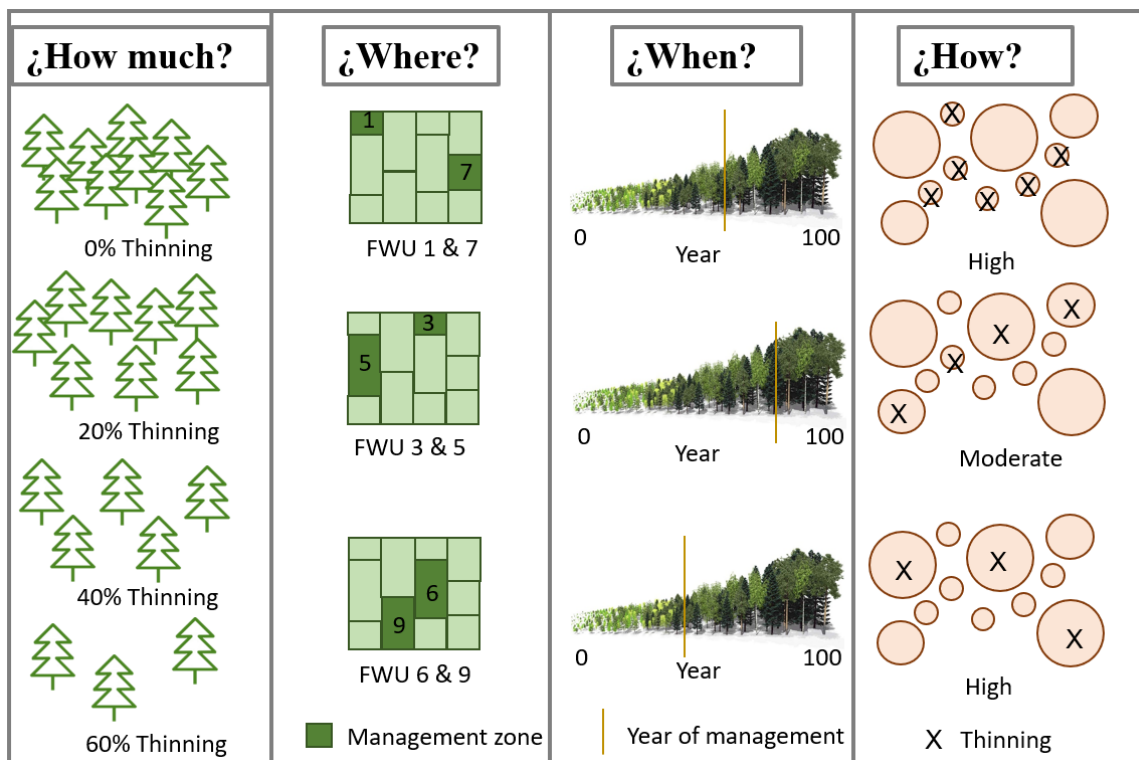 ¿How much?
0% Thinning
20% Thinning
40% Thinning
60% Thinning
¿Where?
1
7
FWU 1 & 7
3
5
FWU 3 & 5
6
9
FWU 6 & 9
Management zone
¿When?
0
100
Year
0
100
Year
0
100
Year
Year of management
¿How?
X
X
X
X
X
X
X
High
X
X
X
X
Moderate
X
X
X
High
X Thinning